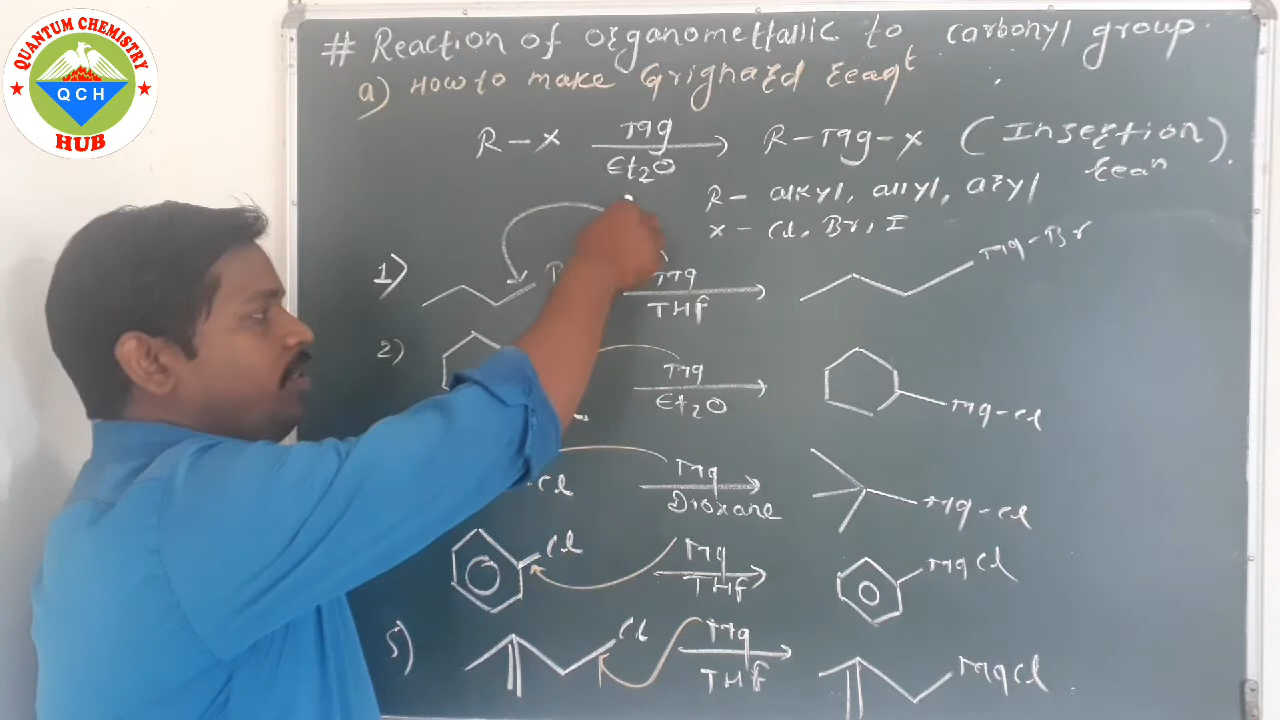 QUANTUM CHEMISTRY
QCH
HUB
# Reaction of organometallic to carbonyl group.
a) How to make Grignard reagt
R-X Mg Et2O R-Mg-X (Insertion) rean
R- alkyl, allyl, aryl
X- Cl, Br, I
1) Mg THF Mg-Br
2) Mg Et2O Mg-Cl
Cl Mg Dioxane Mg-Cl
Cl Mg THF MgCl
5) Cl Mg THF MgCl